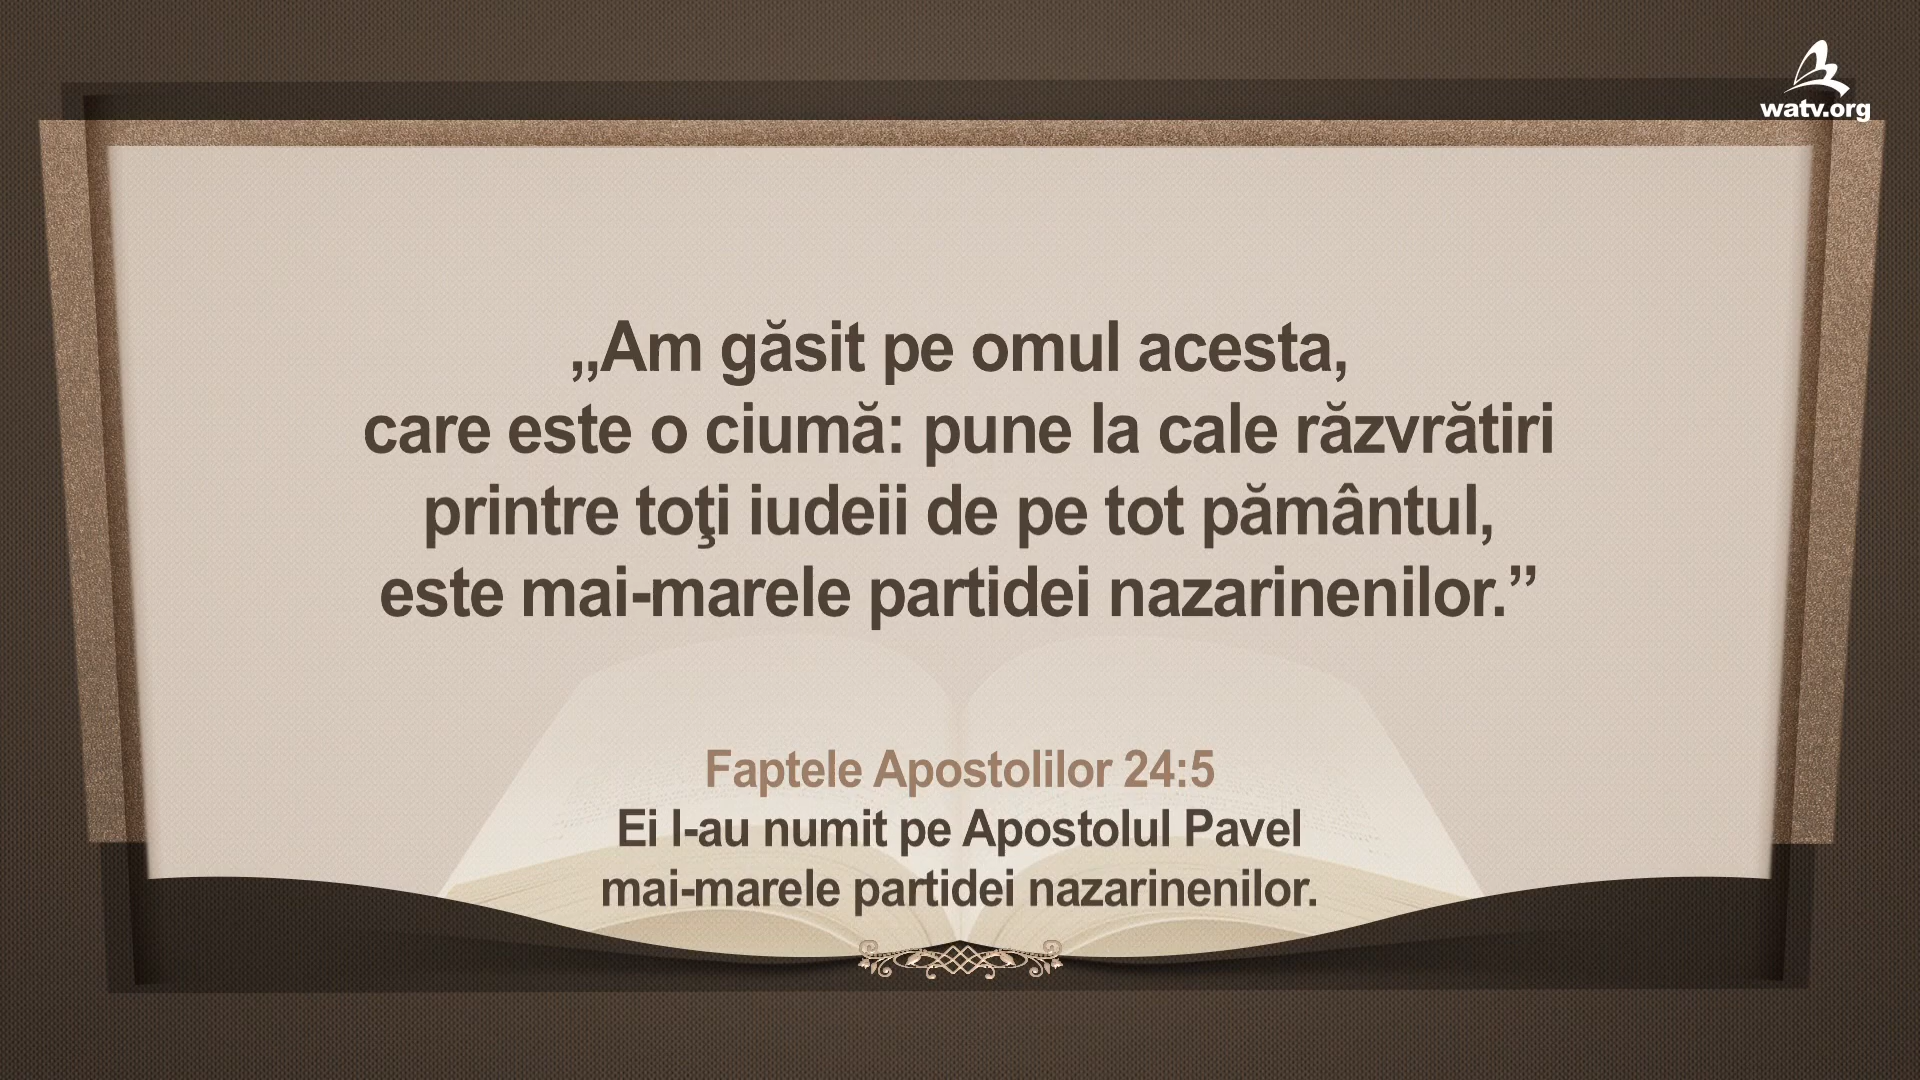 watv.org
„Am găsit pe omul acesta,
care este o ciumă: pune la cale răzvrătiri
printre toţi iudeii de pe tot pământul,
este mai-marele partidei nazarinenilor.”
Faptele Apostolilor 24:5
Ei l-au numit pe Apostolul Pavel
mai-marele partidei nazarinenilor.